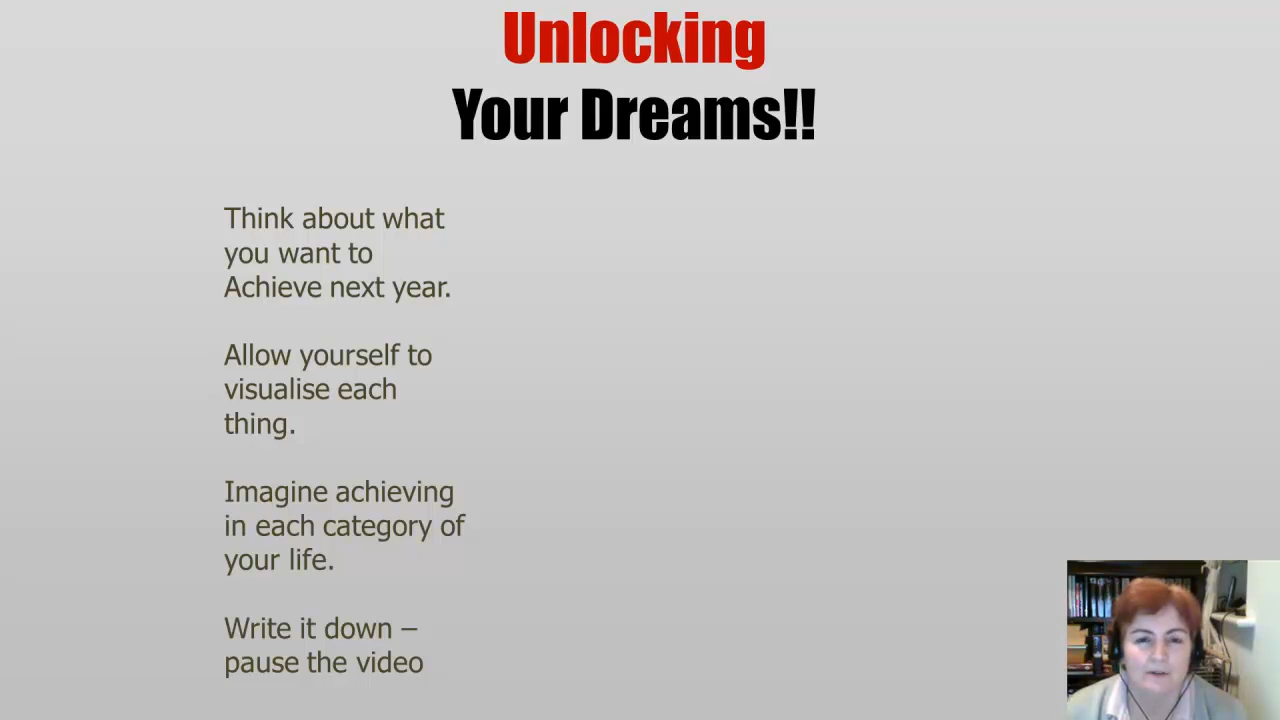 Unlocking
Your Dreams!!
Think about what
you want to
Achieve next year.
Allow yourself to
visualise each
thing.
Imagine achieving
in each category of
your life.
Write it down –
pause the video